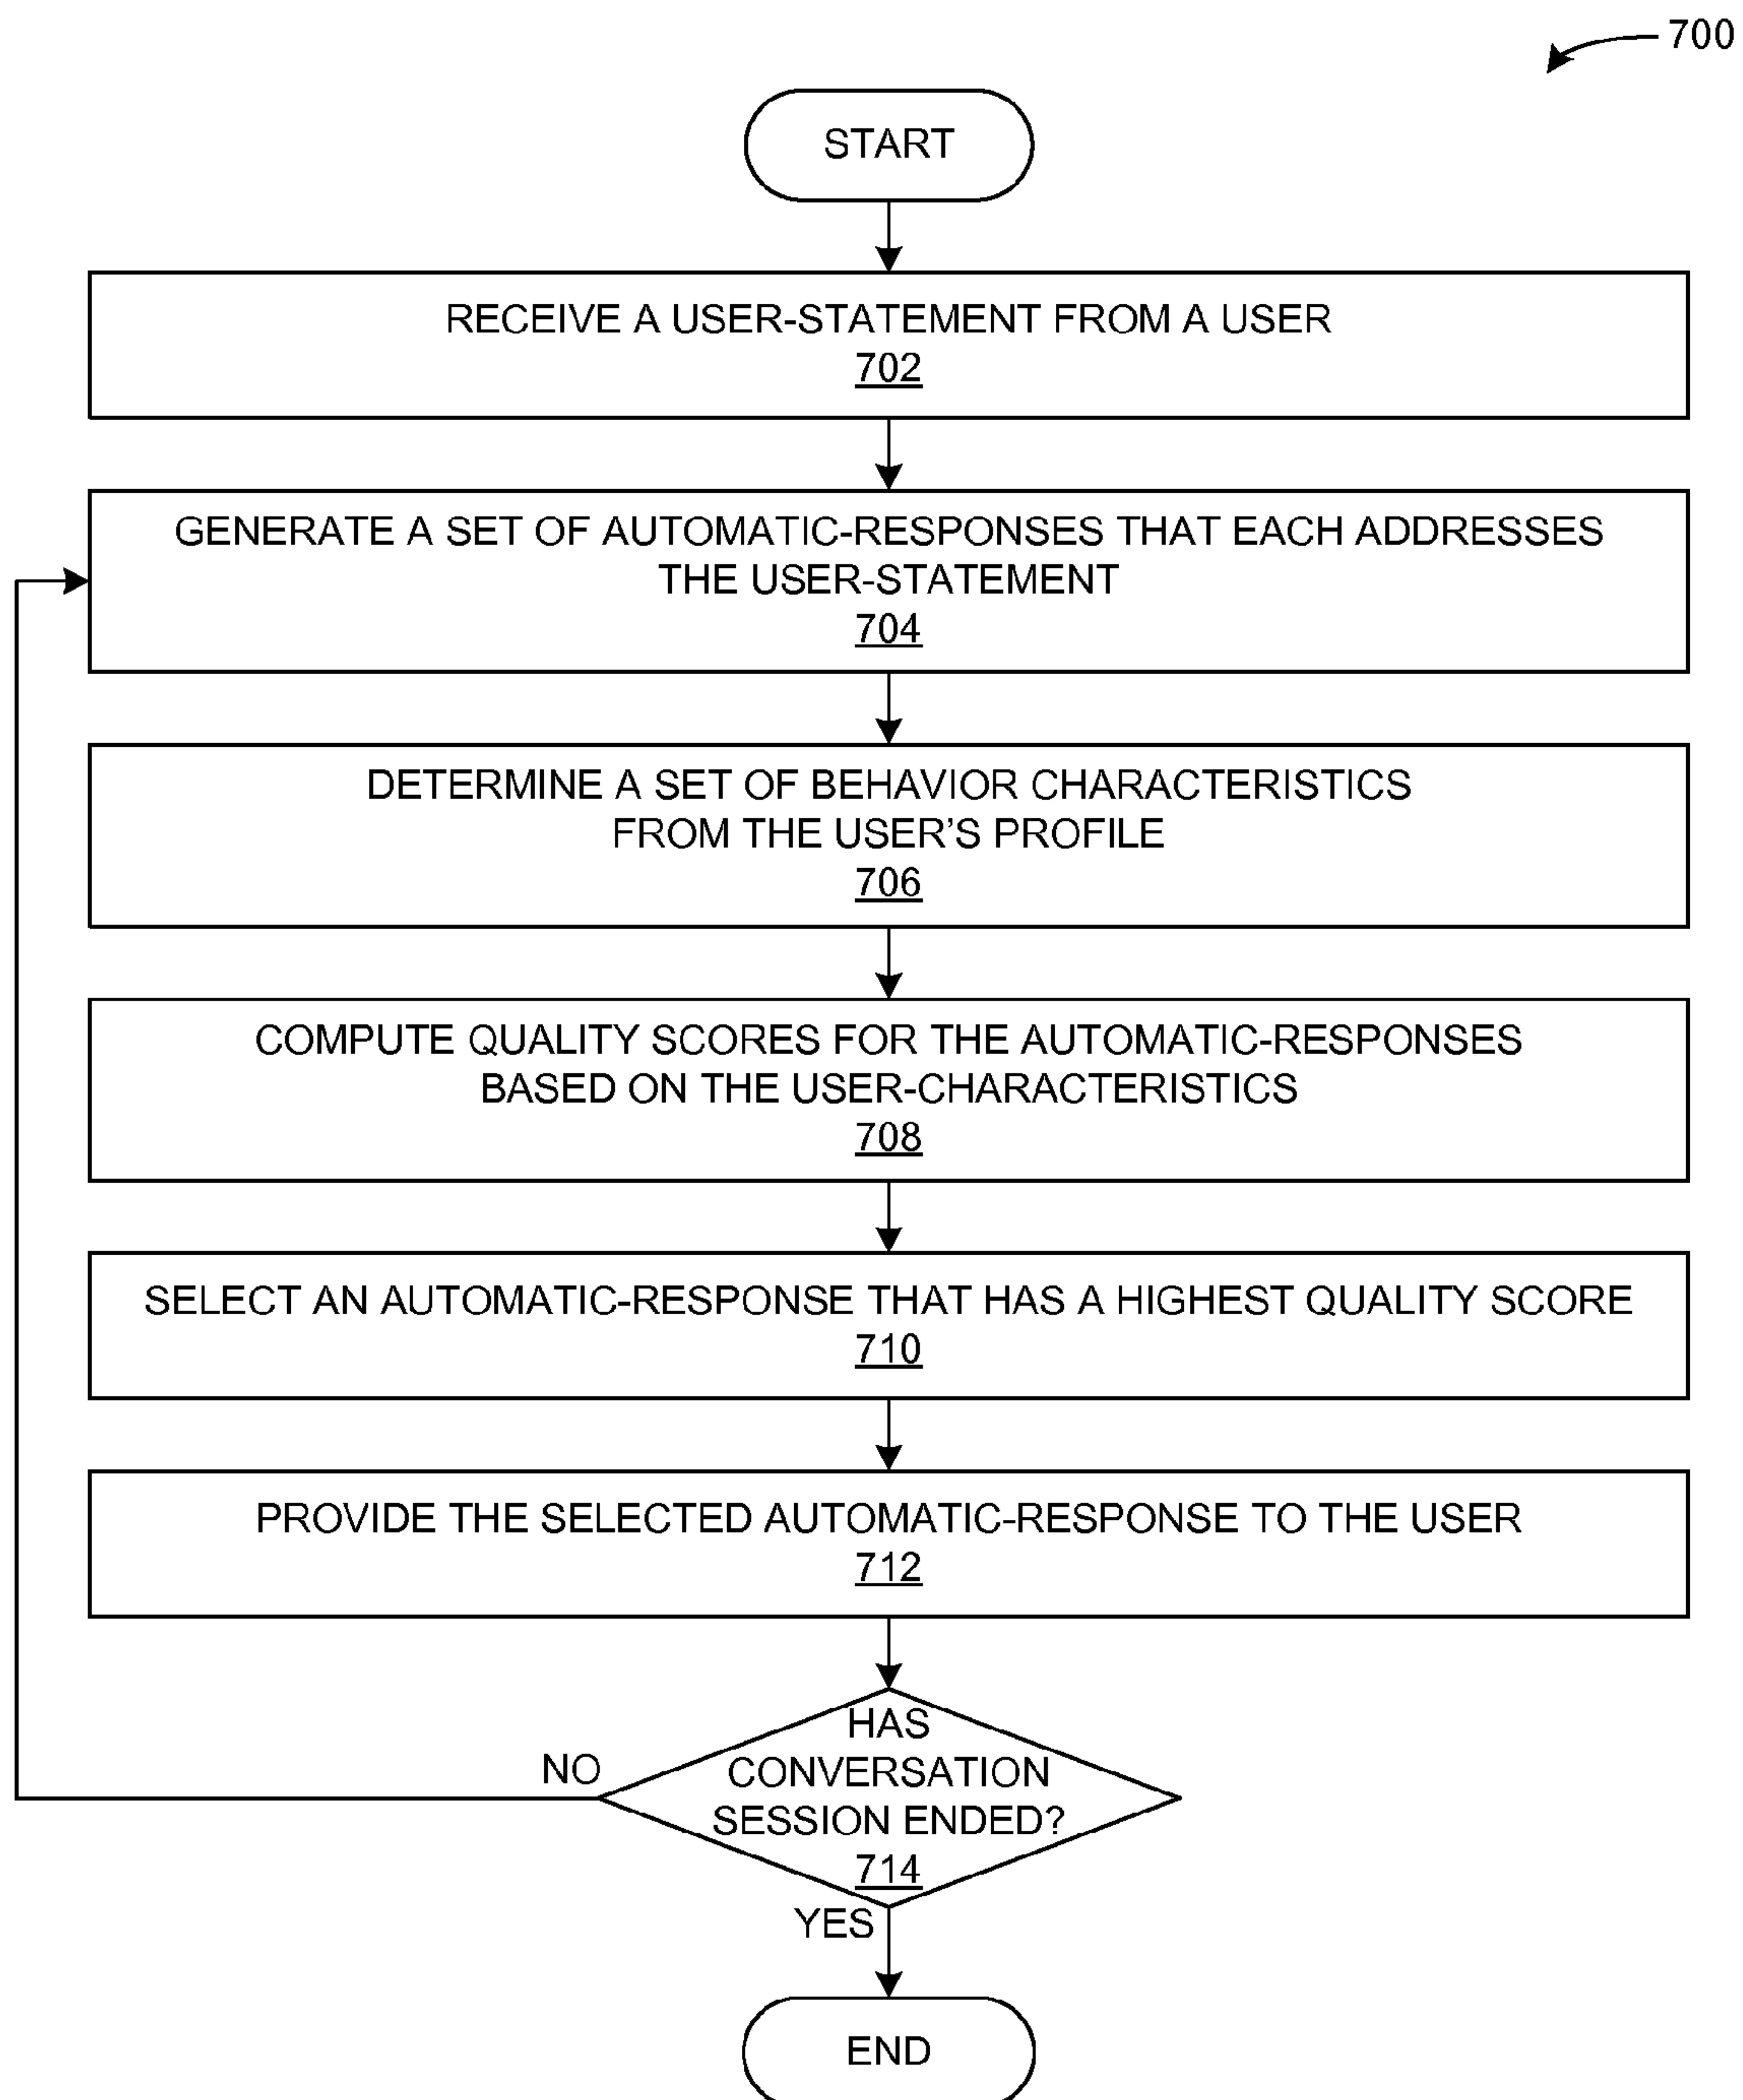 700
START
RECEIVE A USER-STATEMENT FROM A USER
702
GENERATE A SET OF AUTOMATIC-RESPONSES THAT EACH ADDRESSES
THE USER-STATEMENT
704
DETERMINE A SET OF BEHAVIOR CHARACTERISTICS
FROM THE USER'S PROFILE
706
COMPUTE QUALITY SCORES FOR THE AUTOMATIC-RESPONSES
BASED ON THE USER-CHARACTERISTICS
708
SELECT AN AUTOMATIC-RESPONSE THAT HAS A HIGHEST QUALITY SCORE
710
PROVIDE THE SELECTED AUTOMATIC-RESPONSE TO THE USER
712
HAS
CONVERSATION
SESSION ENDED?
714
NO
YES
END